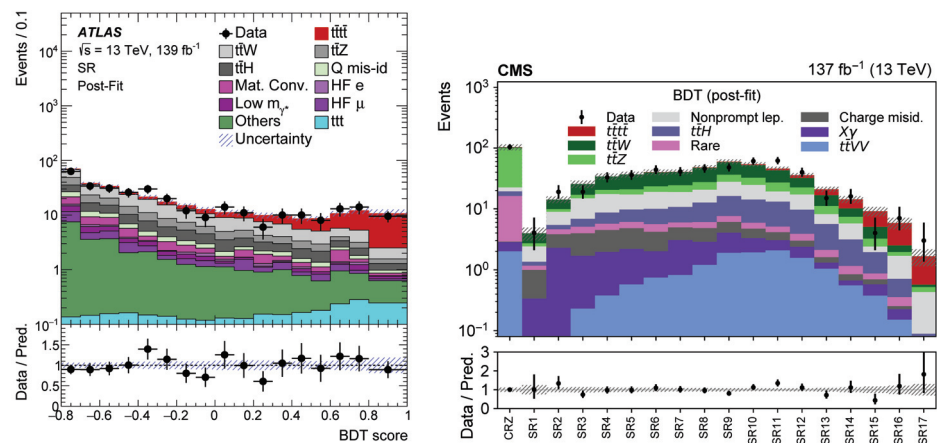 Events / 0.1
10⁴
10³
10²
10
1
10⁻¹
ATLAS
√s = 13 TeV, 139 fb⁻¹
SR
Post-Fit
Data
tt̄tt̄
tt̄W
tt̄Z
tt̄H
Q mis-id
Mat. Conv.
HF e
Low m_γ*
HF μ
Others
ttt
Uncertainty
Data / Pred.
1.5
1
0.5
0
−0.8 −0.6 −0.4 −0.2 0 0.2 0.4 0.6 0.8 1
BDT score
CMS 137 fb⁻¹ (13 TeV)
Events
10³
10²
10¹
10⁰
10⁻¹
BDT (post-fit)
Data
tt̄tt̄
tt̄W
tt̄Z
Nonprompt lep.
tt̄H
Rare
Charge misid.
Xγ
tt̄VV
Data / Pred.
3
2
1
0
CRZ
SR1
SR2
SR3
SR4
SR5
SR6
SR7
SR8
SR9
SR10
SR11
SR12
SR13
SR14
SR15
SR16
SR17